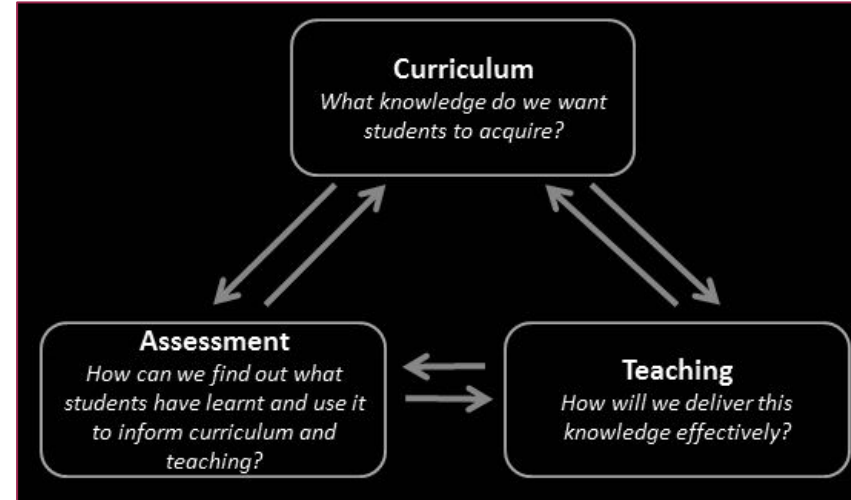 Curriculum
What knowledge do we want
students to acquire?
Assessment
How can we find out what
students have learnt and use it
to inform curriculum and
teaching?
Teaching
How will we deliver this
knowledge effectively?